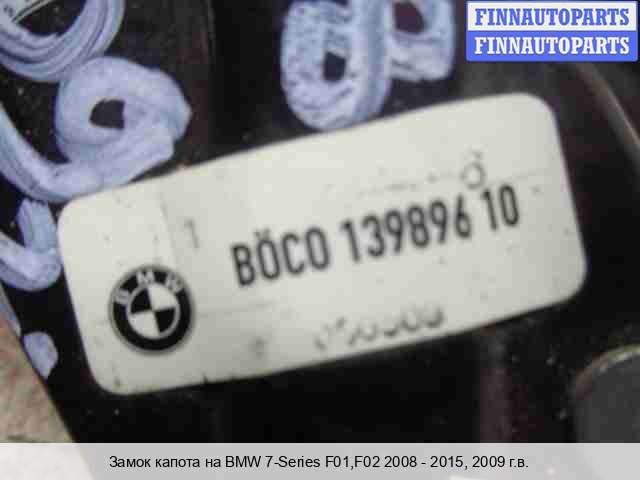 FINNAUTOPARTS
FINNAUTOPARTS
BÖCO 139896 10
BMW
Замок капота на BMW 7-Series F01,F02 2008 - 2015, 2009 г.в.